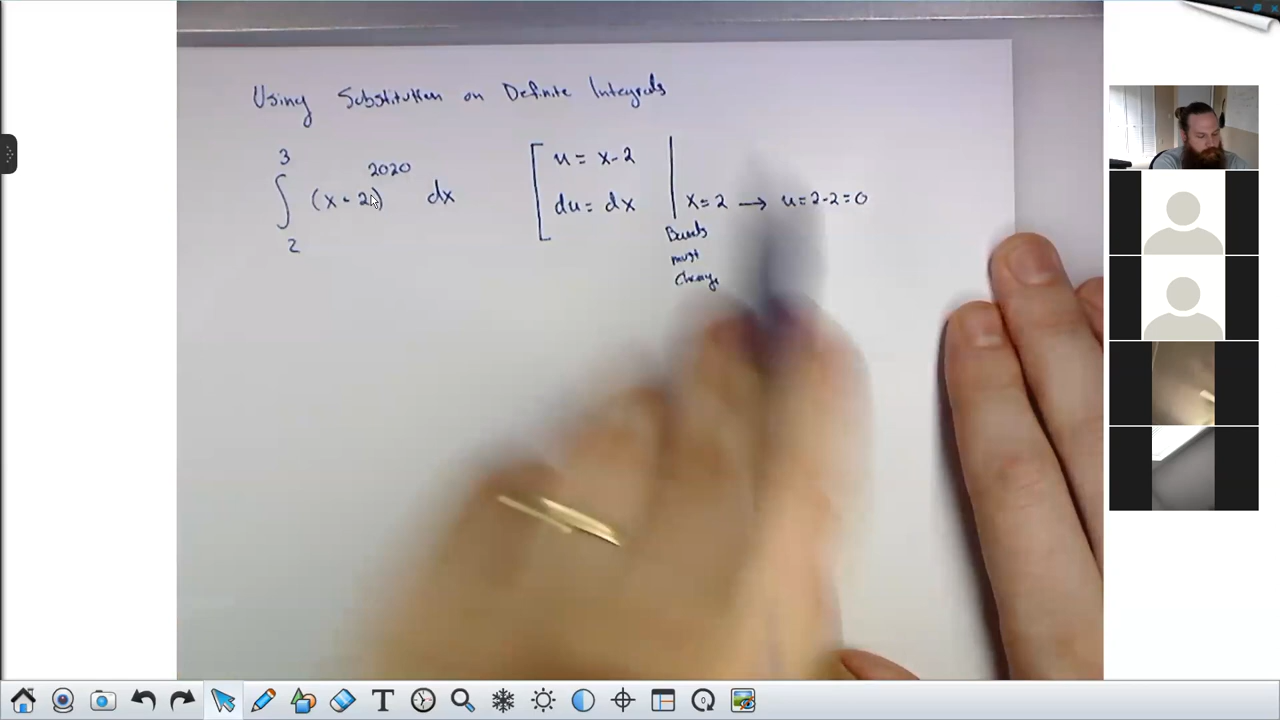 Using Substitution on Definite Integrals
3
∫ (x - 2)^2020 dx
2
u = x-2
du = dx
x=2 → u=2-2=0
Bounds
must
Change